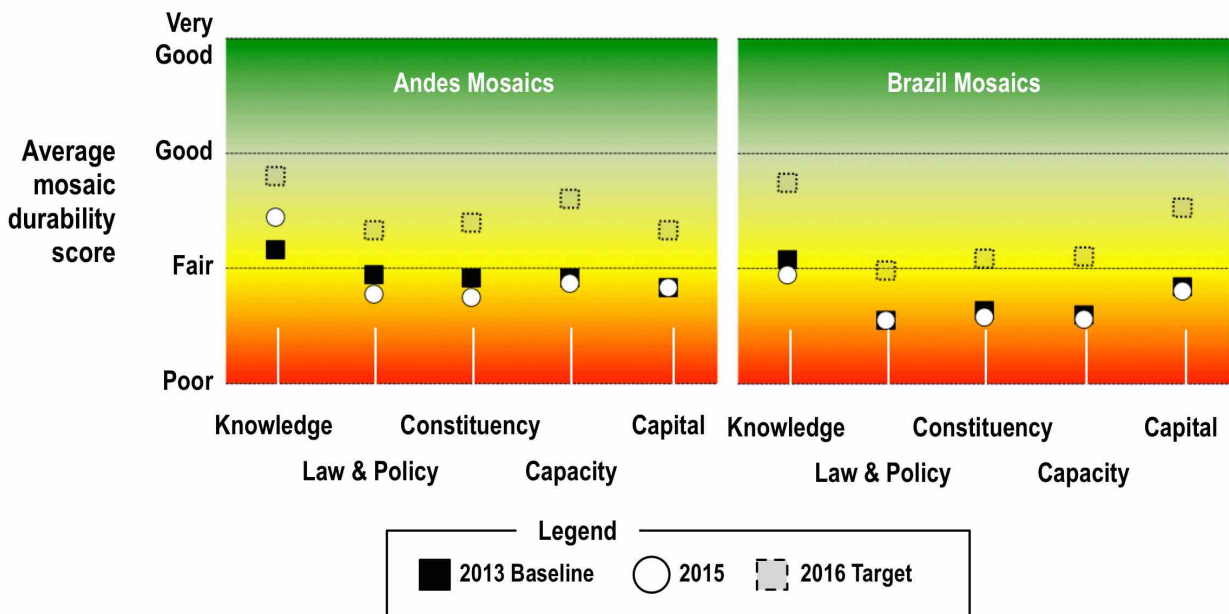 Very
Good
Andes Mosaics
Brazil Mosaics
Average
mosaic
durability
score
Good
Fair
Poor
Knowledge
Constituency
Capital
Knowledge
Constituency
Capital
Law & Policy
Capacity
Law & Policy
Capacity
Legend
2013 Baseline
2015
2016 Target